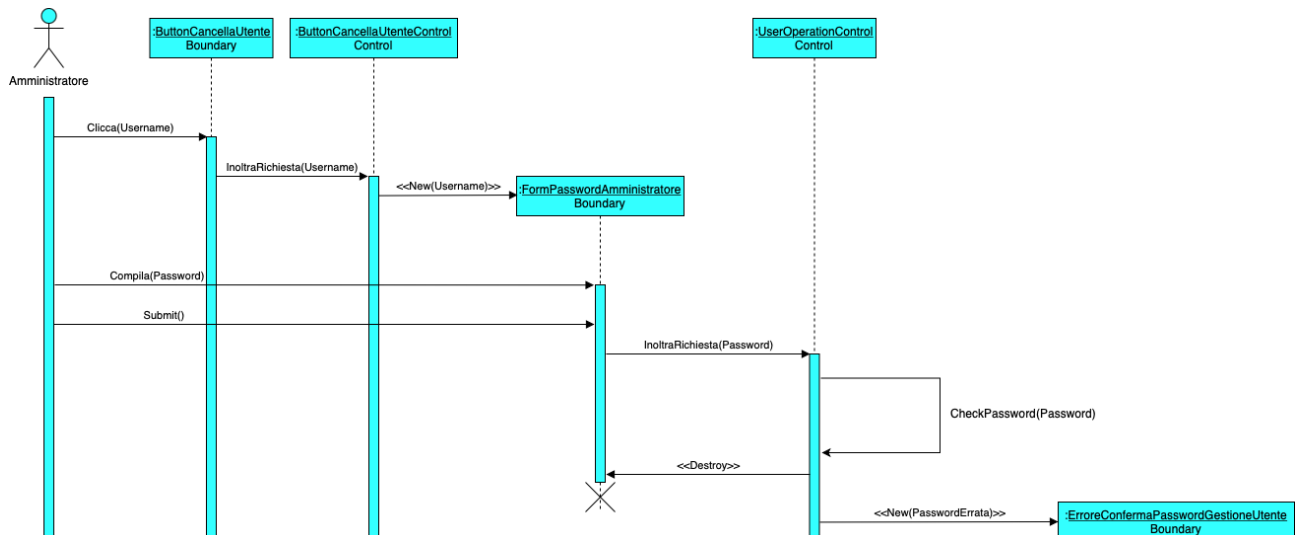 :ButtonCancellaUtente
Boundary
:ButtonCancellaUtenteControl
Control
:UserOperationControl
Control
Amministratore
Clicca(Username)
InoltraRichiesta(Username)
<<New(Username)>>
:FormPasswordAmministratore
Boundary
Compila(Password)
Submit()
InoltraRichiesta(Password)
CheckPassword(Password)
<<Destroy>>
<<New(PasswordErrata)>>
:ErroreConfermaPasswordGestioneUtente
Boundary